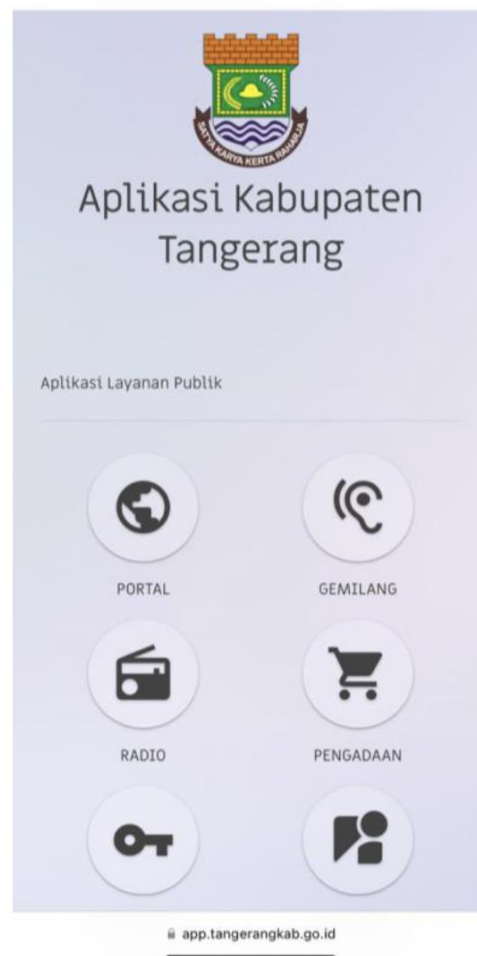 SATYA KARYA KERTA RAHARJA
Aplikasi Kabupaten
Tangerang
Aplikasi Layanan Publik
PORTAL
GEMILANG
RADIO
PENGADAAN
app.tangerangkab.go.id